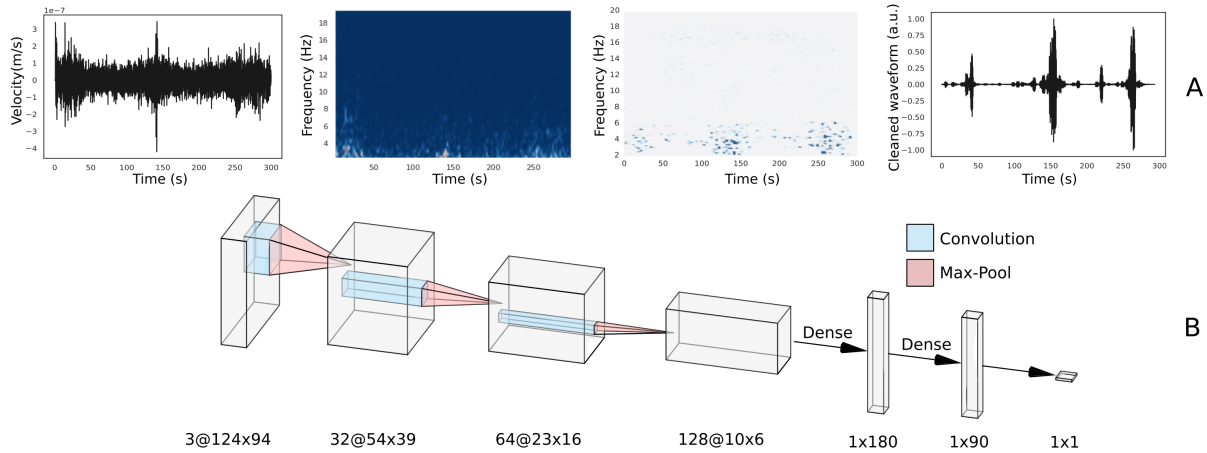 1e−7
3
2
1
0
−1
−2
−3
−4
Velocity(m/s)
0 50 100 150 200 250 300
Time (s)
18
16
14
12
10
8
6
4
Frequency (Hz)
50 100 150 200 250
Time (s)
20
18
16
14
12
10
8
6
4
2
Frequency (Hz)
0 50 100 150 200 250 300
Time (s)
1.00
0.75
0.50
0.25
0.00
−0.25
−0.50
−0.75
−1.00
Cleaned waveform (a.u.)
0 50 100 150 200 250 300
Time (s)
A
Convolution
Max-Pool
B
Dense
Dense
3@124x94 32@54x39 64@23x16 128@10x6 1x180 1x90 1x1